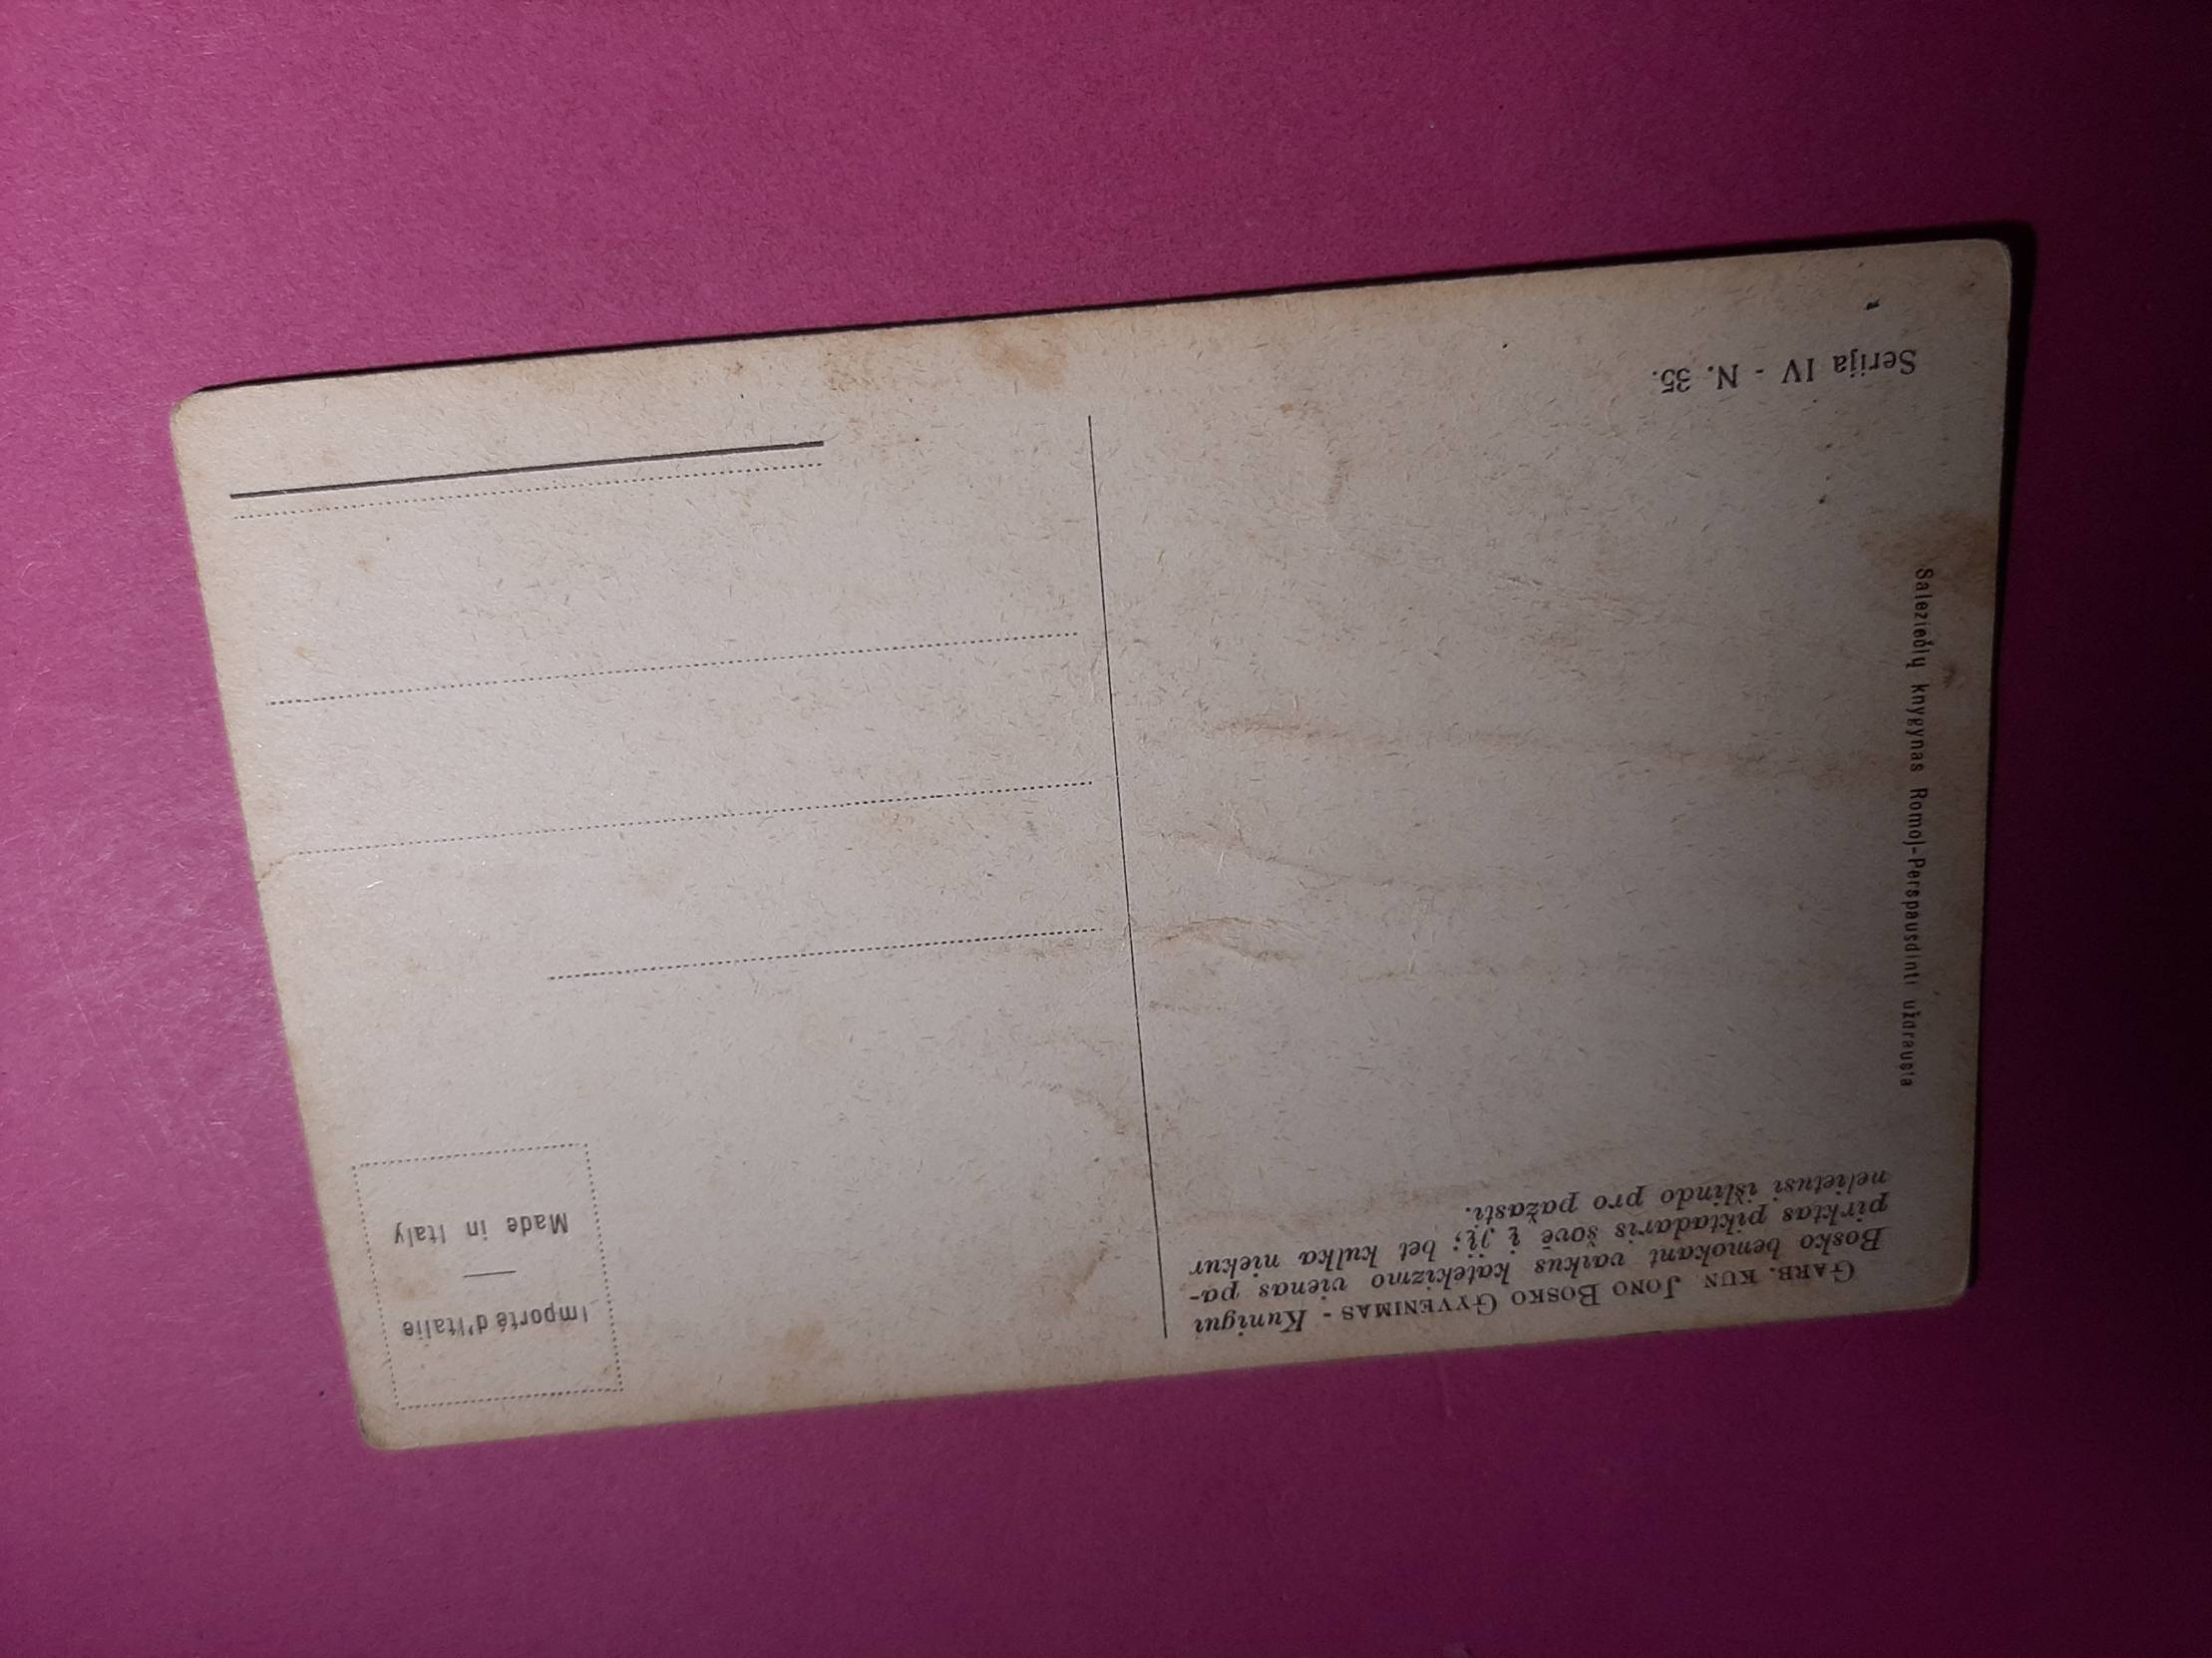 GARB. KUN. JONO BOSKO GYVENIMAS - Kunigui
Bosko bemokant vaikus katekizmo vienas pa-
pirktas piktadaris šovė į jįjį; bet kulka niekur
nelietusi išlindo pro pažastį.
Importé d'Italie
Made in Italy
Saleziečių knygynas Romoj-Perspausdinti uždrausta
Serija IV - N. 35.